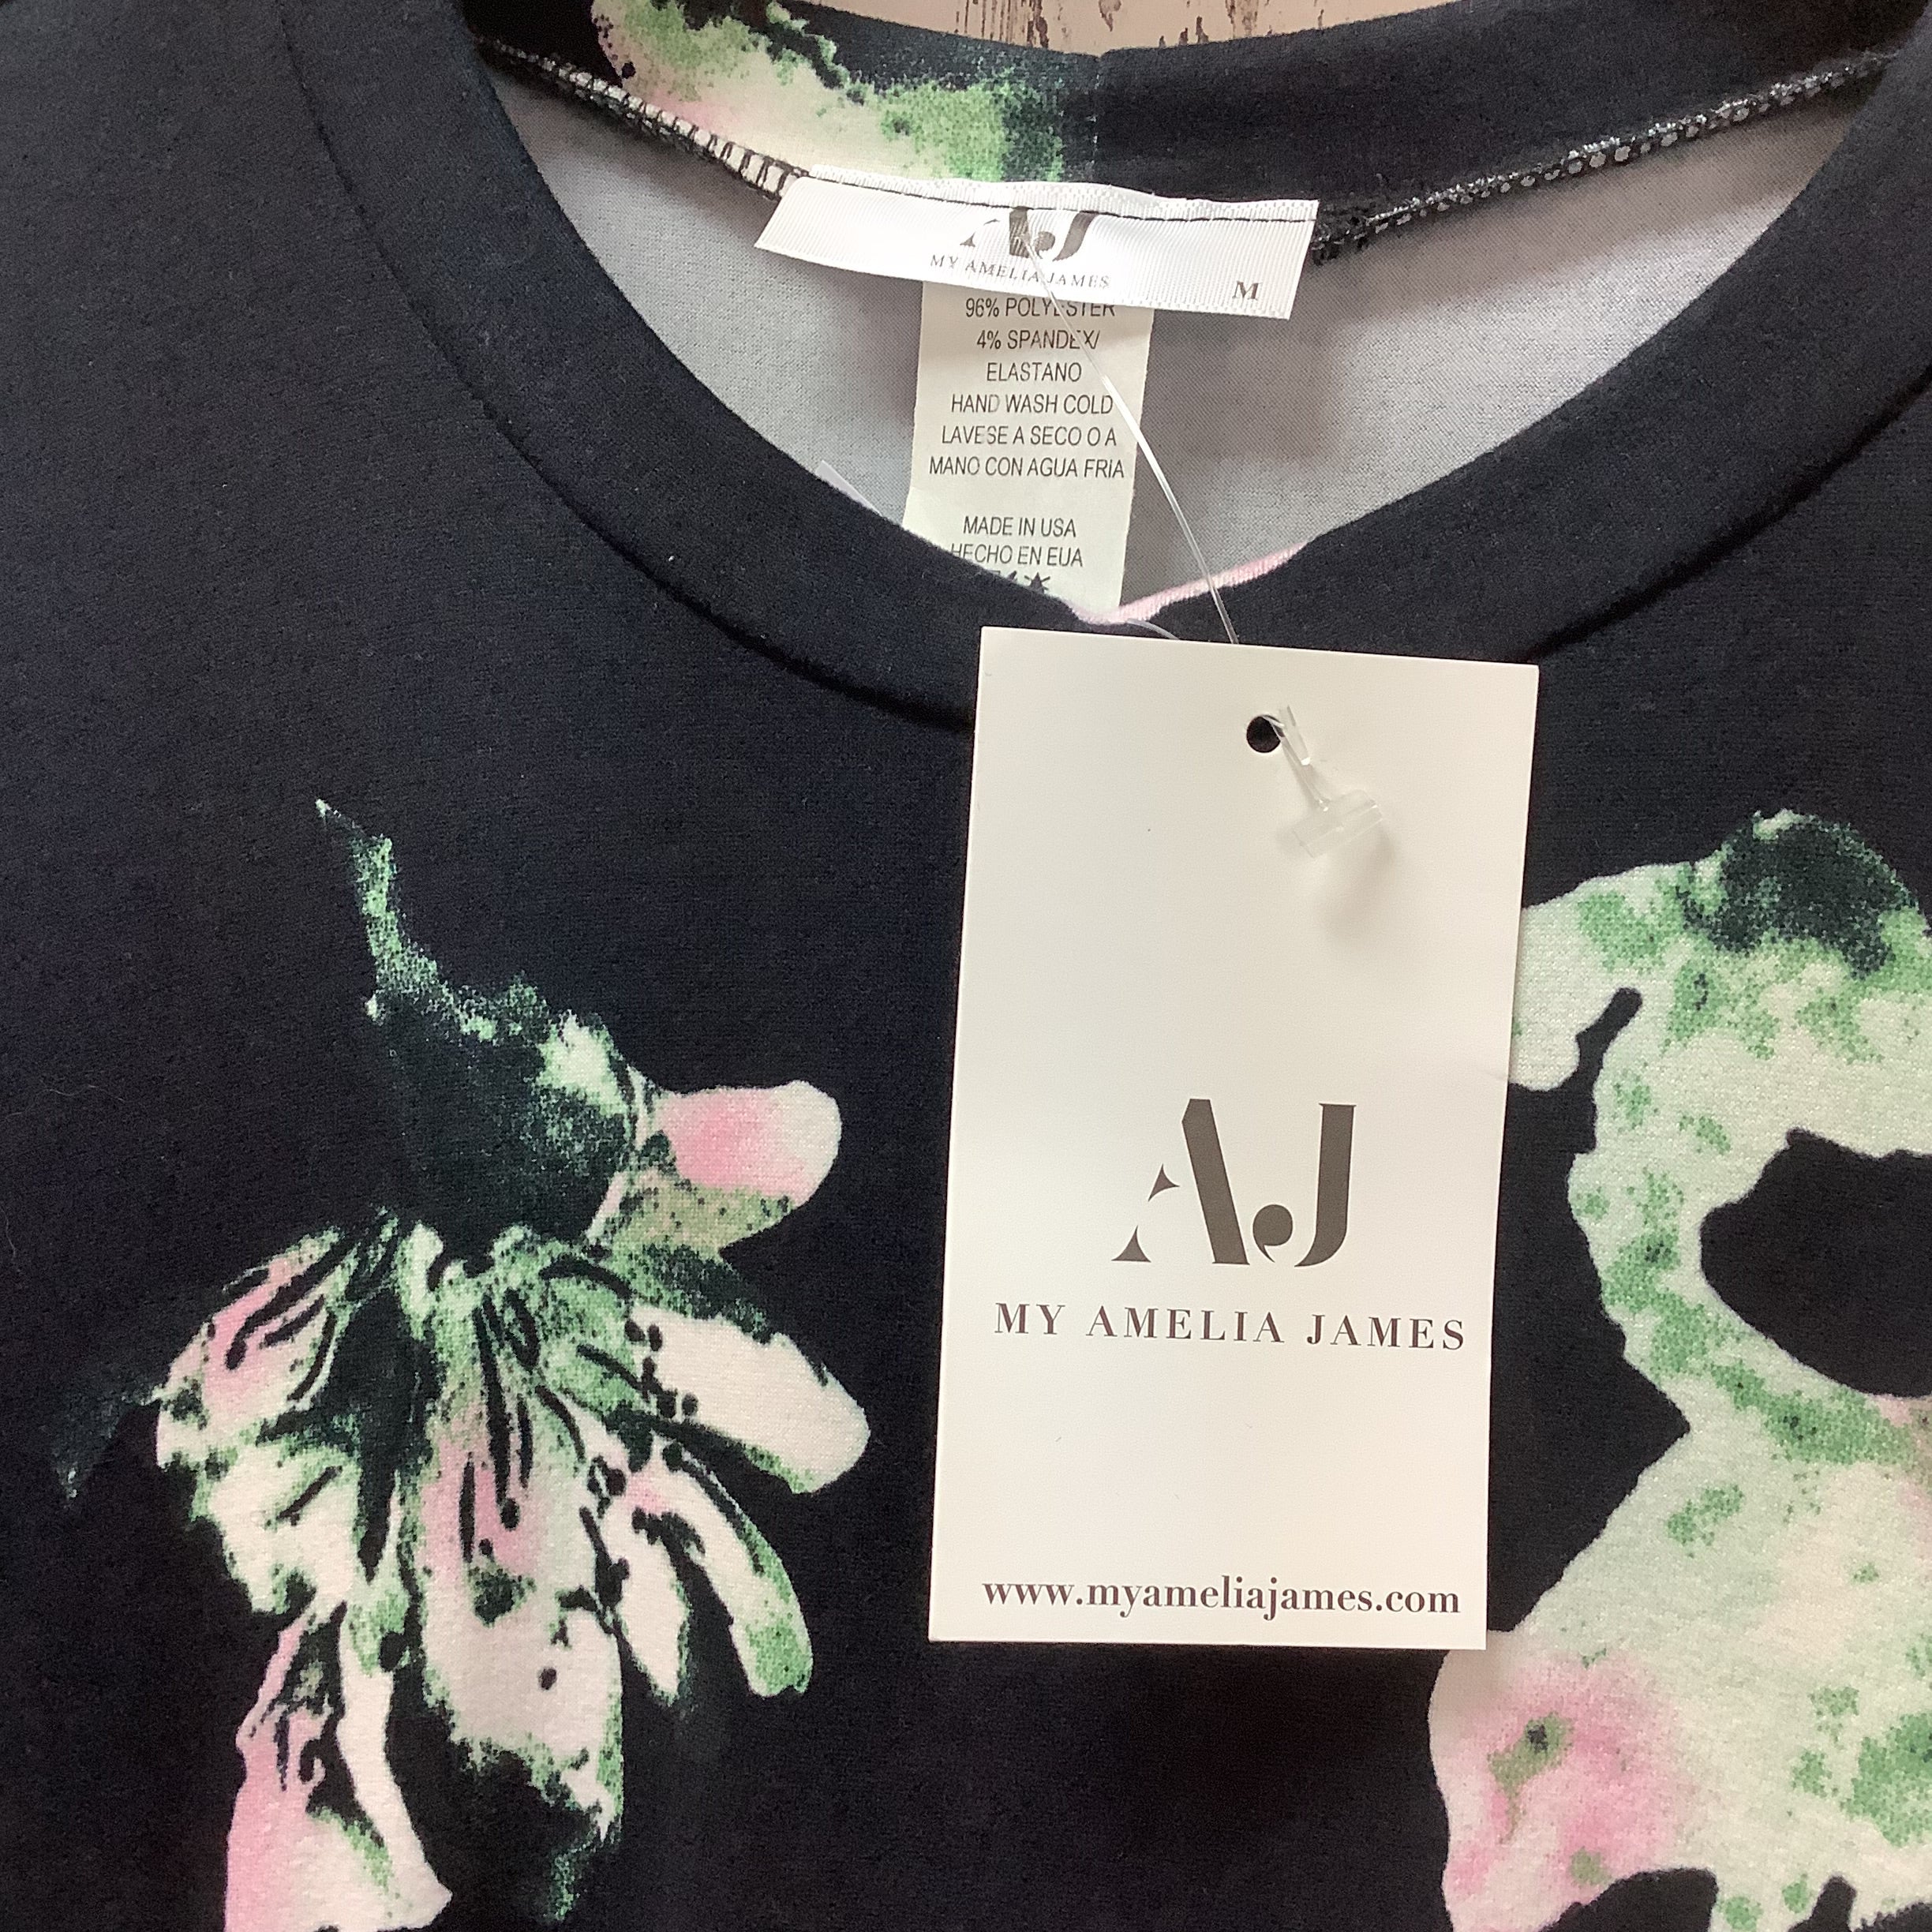 AJ
MY AMELIA JAMES
M
96% POLYESTER
4% SPANDEX/
ELASTANO
HAND WASH COLD
LAVESE A SECO O A
MANO CON AGUA FRIA
MADE IN USA
HECHO EN EUA
AJ
MY AMELIA JAMES
www.myameliajames.com